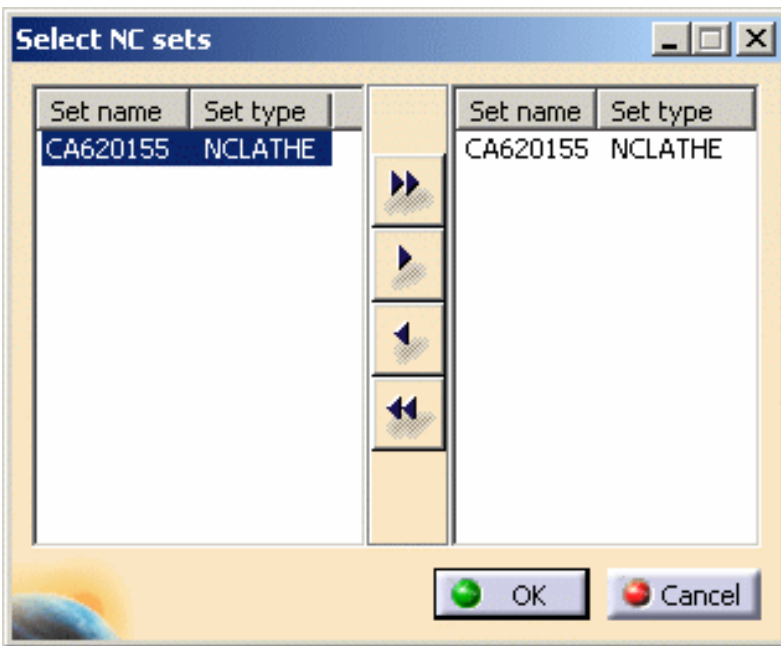 Select NC sets
Set name Set type Set name Set type
CA620155 NCLATHE CA620155 NCLATHE
OK Cancel